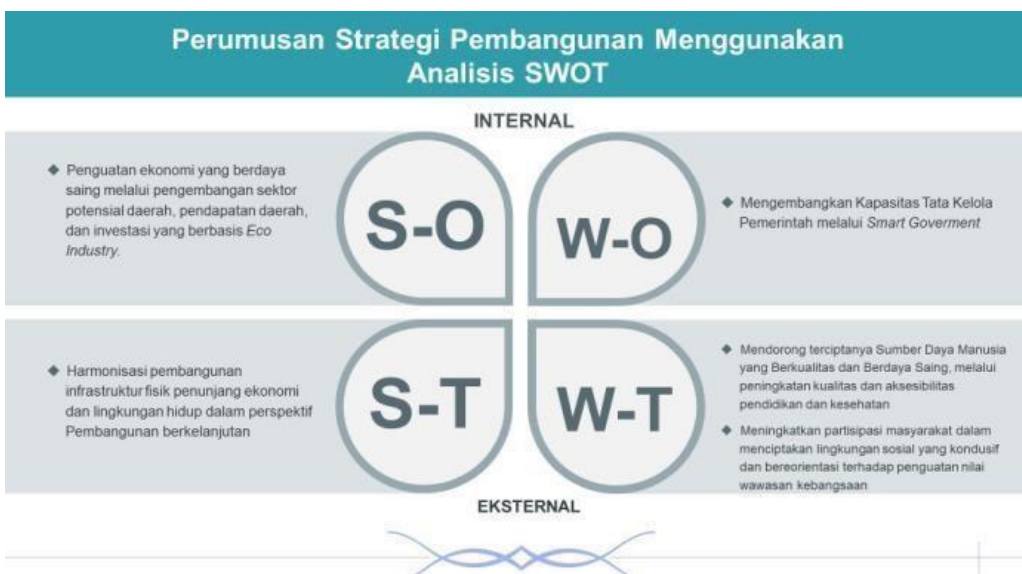 Perumusan Strategi Pembangunan Menggunakan
Analisis SWOT
INTERNAL
◆ Penguatan ekonomi yang berdaya
saing melalui pengembangan sektor
potensial daerah, pendapatan daerah,
dan investasi yang berbasis Eco
Industry.
S-O
W-O
◆ Mengembangkan Kapasitas Tata Kelola
Pemerintah melalui Smart Goverment
◆ Harmonisasi pembangunan
infrastruktur fisik penunjang ekonomi
dan lingkungan hidup dalam perspektif
Pembangunan berkelanjutan
S-T
W-T
◆ Mendorong terciptanya Sumber Daya Manusia
yang Berkualitas dan Berdaya Saing, melalui
peningkatan kualitas dan aksesibilitas
pendidikan dan kesehatan
◆ Meningkatkan partisipasi masyarakat dalam
menciptakan lingkungan sosial yang kondusif
dan bereorientasi terhadap penguatan nilai
wawasan kebangsaan
EKSTERNAL